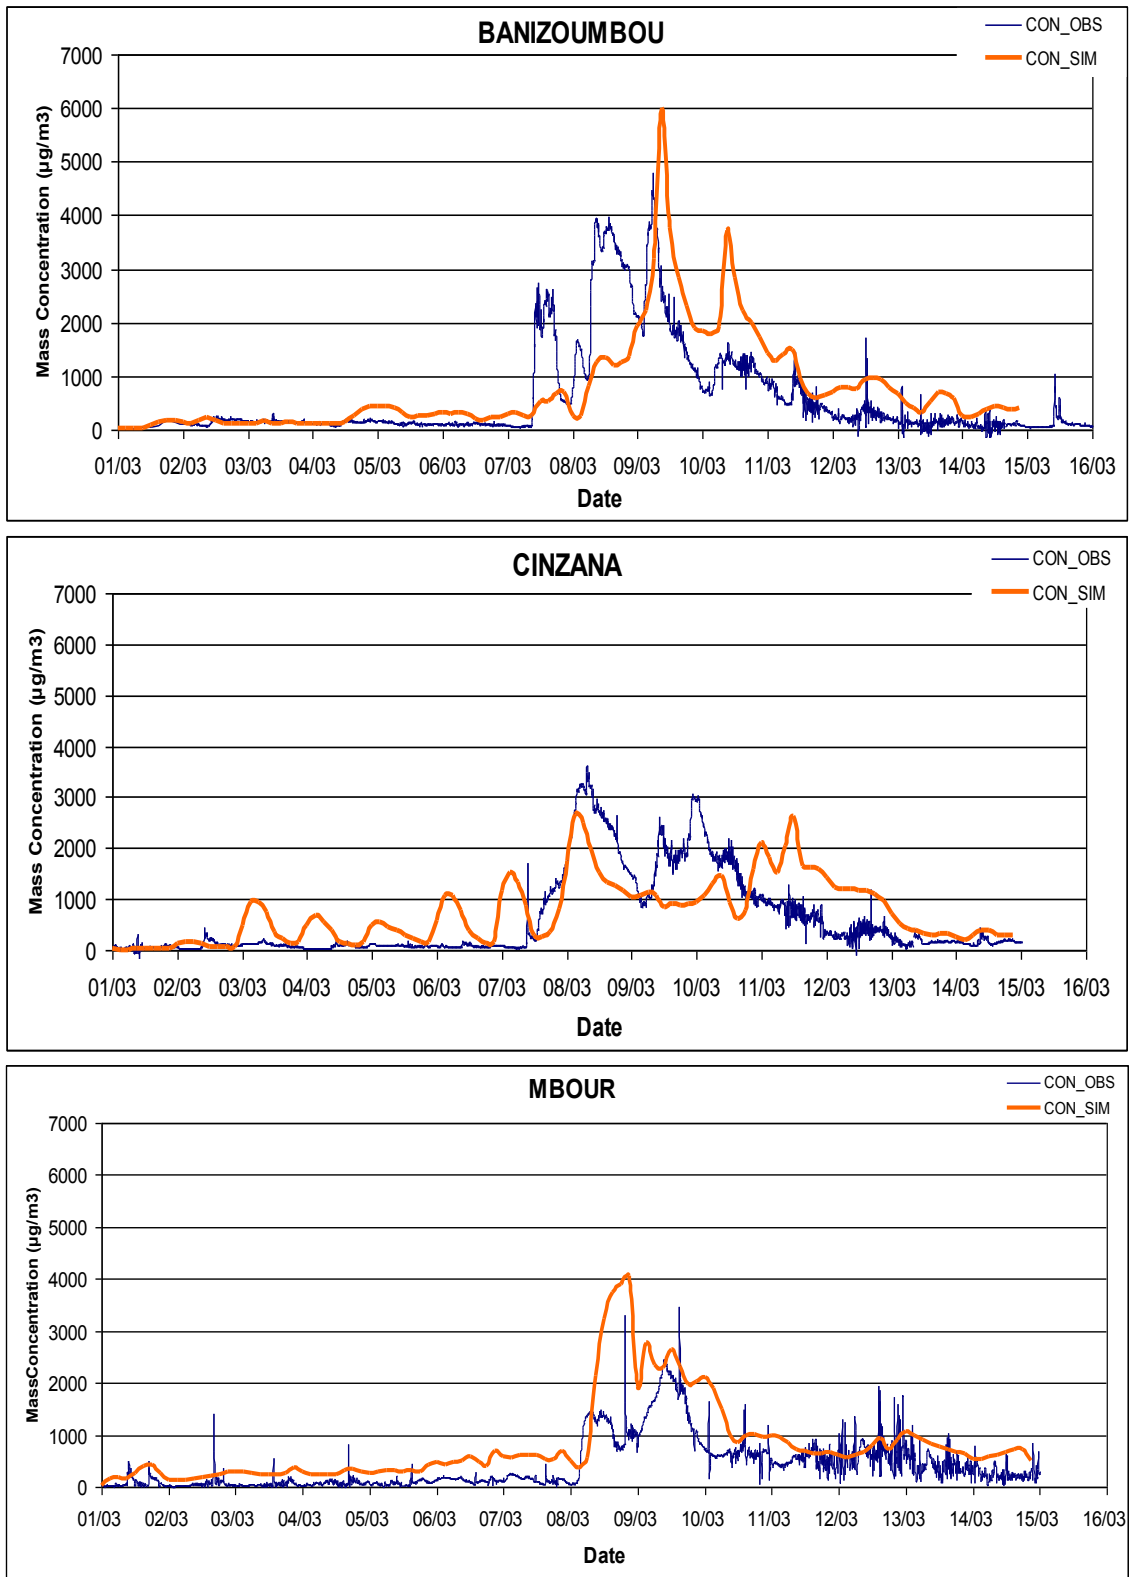 BANIZOUMBOU
CON_OBS
CON_SIM
Mass Concentration (µg/m3)
7000
6000
5000
4000
3000
2000
1000
0
01/03 02/03 03/03 04/03 05/03 06/03 07/03 08/03 09/03 10/03 11/03 12/03 13/03 14/03 15/03 16/03
Date
CINZANA
CON_OBS
CON_SIM
Mass Concentration (µg/m3)
7000
6000
5000
4000
3000
2000
1000
0
01/03 02/03 03/03 04/03 05/03 06/03 07/03 08/03 09/03 10/03 11/03 12/03 13/03 14/03 15/03 16/03
Date
MBOUR
CON_OBS
CON_SIM
MassConcentration (µg/m3)
7000
6000
5000
4000
3000
2000
1000
0
01/03 02/03 03/03 04/03 05/03 06/03 07/03 08/03 09/03 10/03 11/03 12/03 13/03 14/03 15/03 16/03
Date